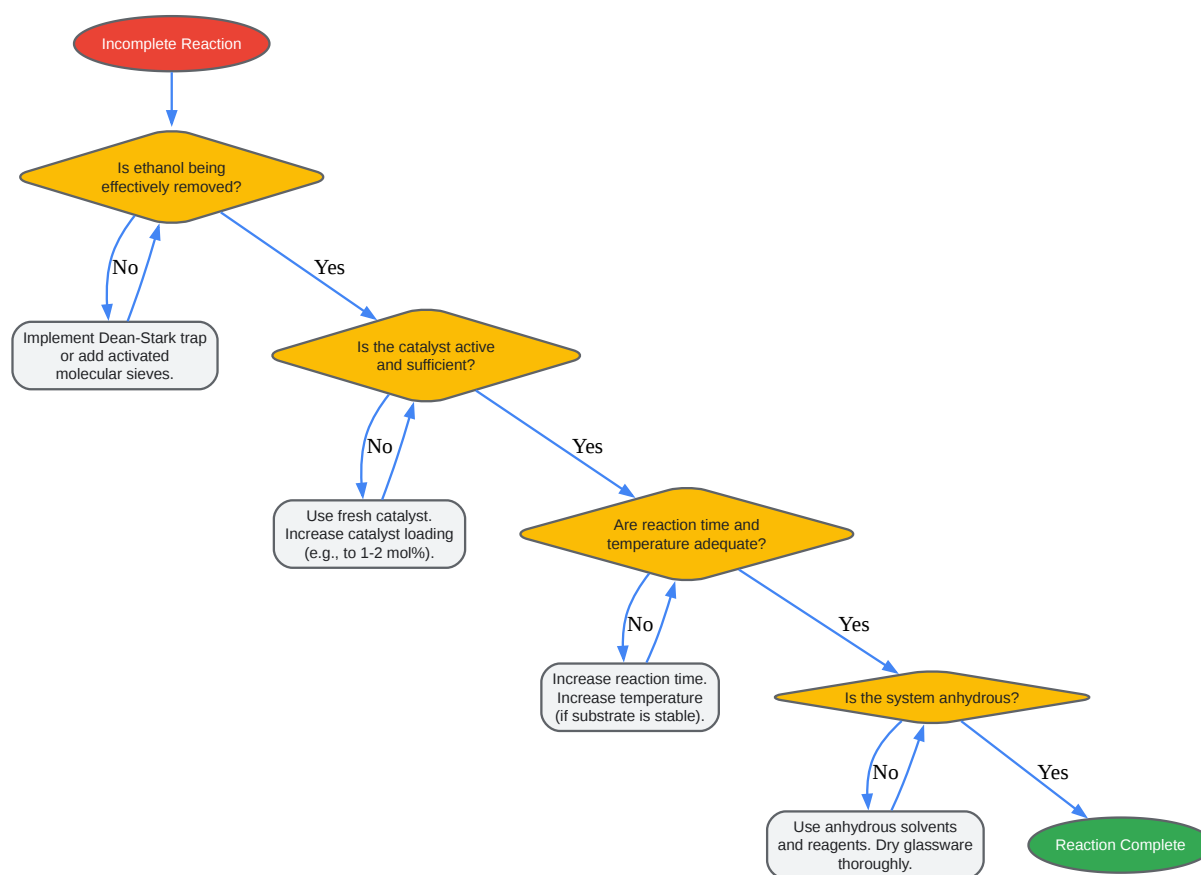 Incomplete Reaction
Is ethanol being
effectively removed?
No
Yes
Implement Dean-Stark trap
or add activated
molecular sieves.
Is the catalyst active
and sufficient?
No
Yes
Use fresh catalyst.
Increase catalyst loading
(e.g., to 1-2 mol%).
Are reaction time and
temperature adequate?
No
Yes
Increase reaction time.
Increase temperature
(if substrate is stable).
Is the system anhydrous?
No
Yes
Use anhydrous solvents
and reagents. Dry glassware
thoroughly.
Reaction Complete